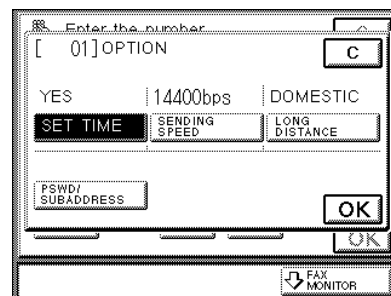 Enter the number
[ 01]OPTION
C
YES 14400bps DOMESTIC
SET TIME
SENDING
SPEED
LONG
DISTANCE
PSWD/
SUBADDRESS
OK
OK
FAX
MONITOR